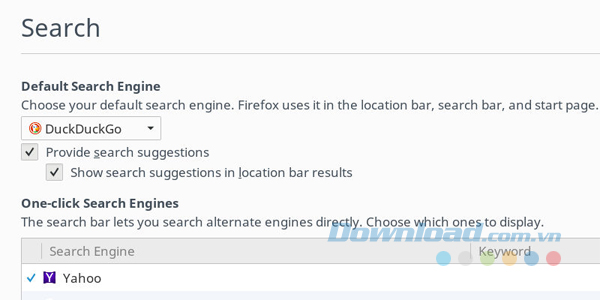 Search
Default Search Engine
Choose your default search engine. Firefox uses it in the location bar, search bar, and start page.
DuckDuckGo
Provide search suggestions
Show search suggestions in location bar results
One-click Search Engines
The search bar lets you search alternate engines directly. Choose which ones to display.
Download.com.vn
Search Engine Keyword
Yahoo